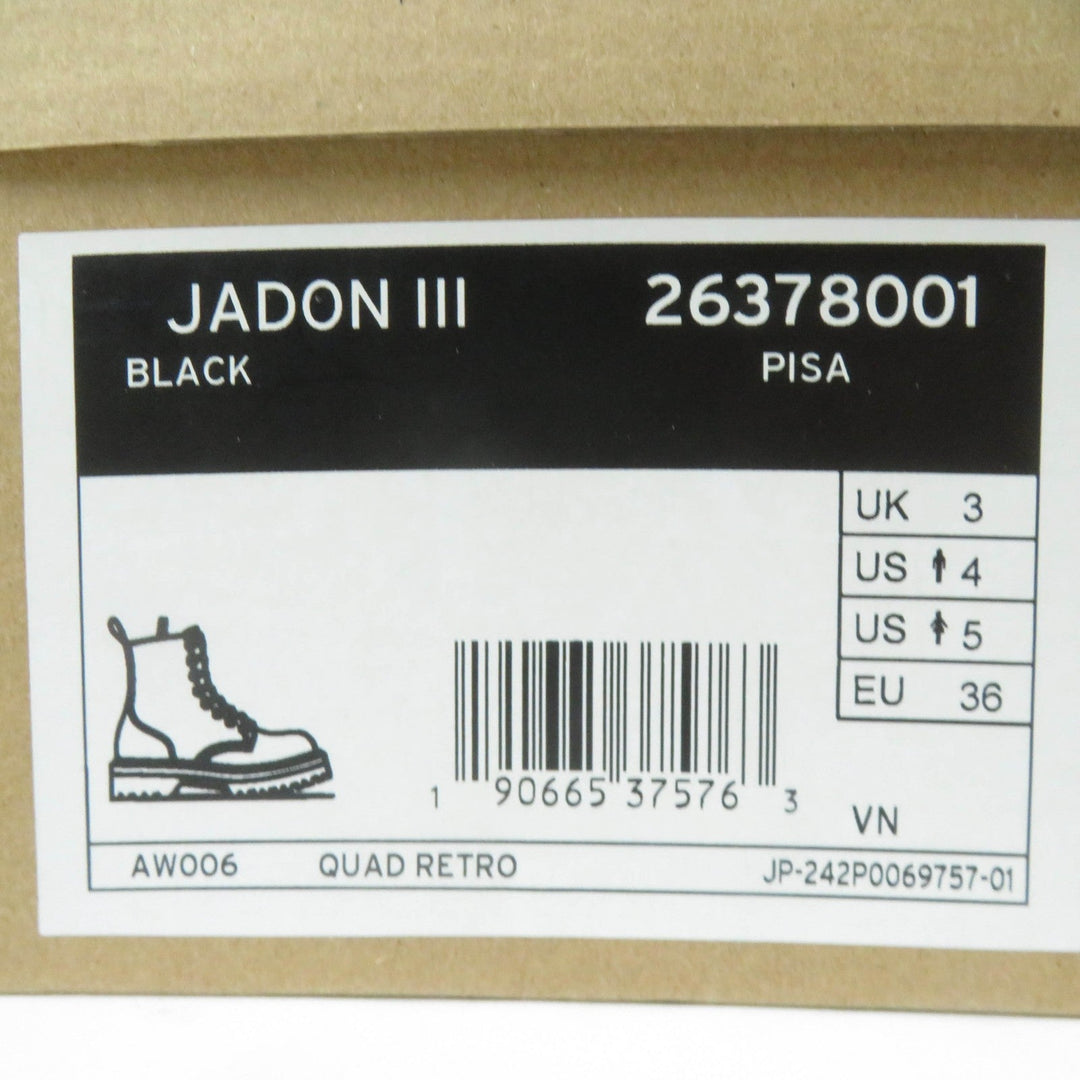 JADON III 26378001
BLACK PISA
UK 3
US 4
US 5
EU 36
1 90665 37576 3
VN
AW006 QUAD RETRO JP-242P0069757-01